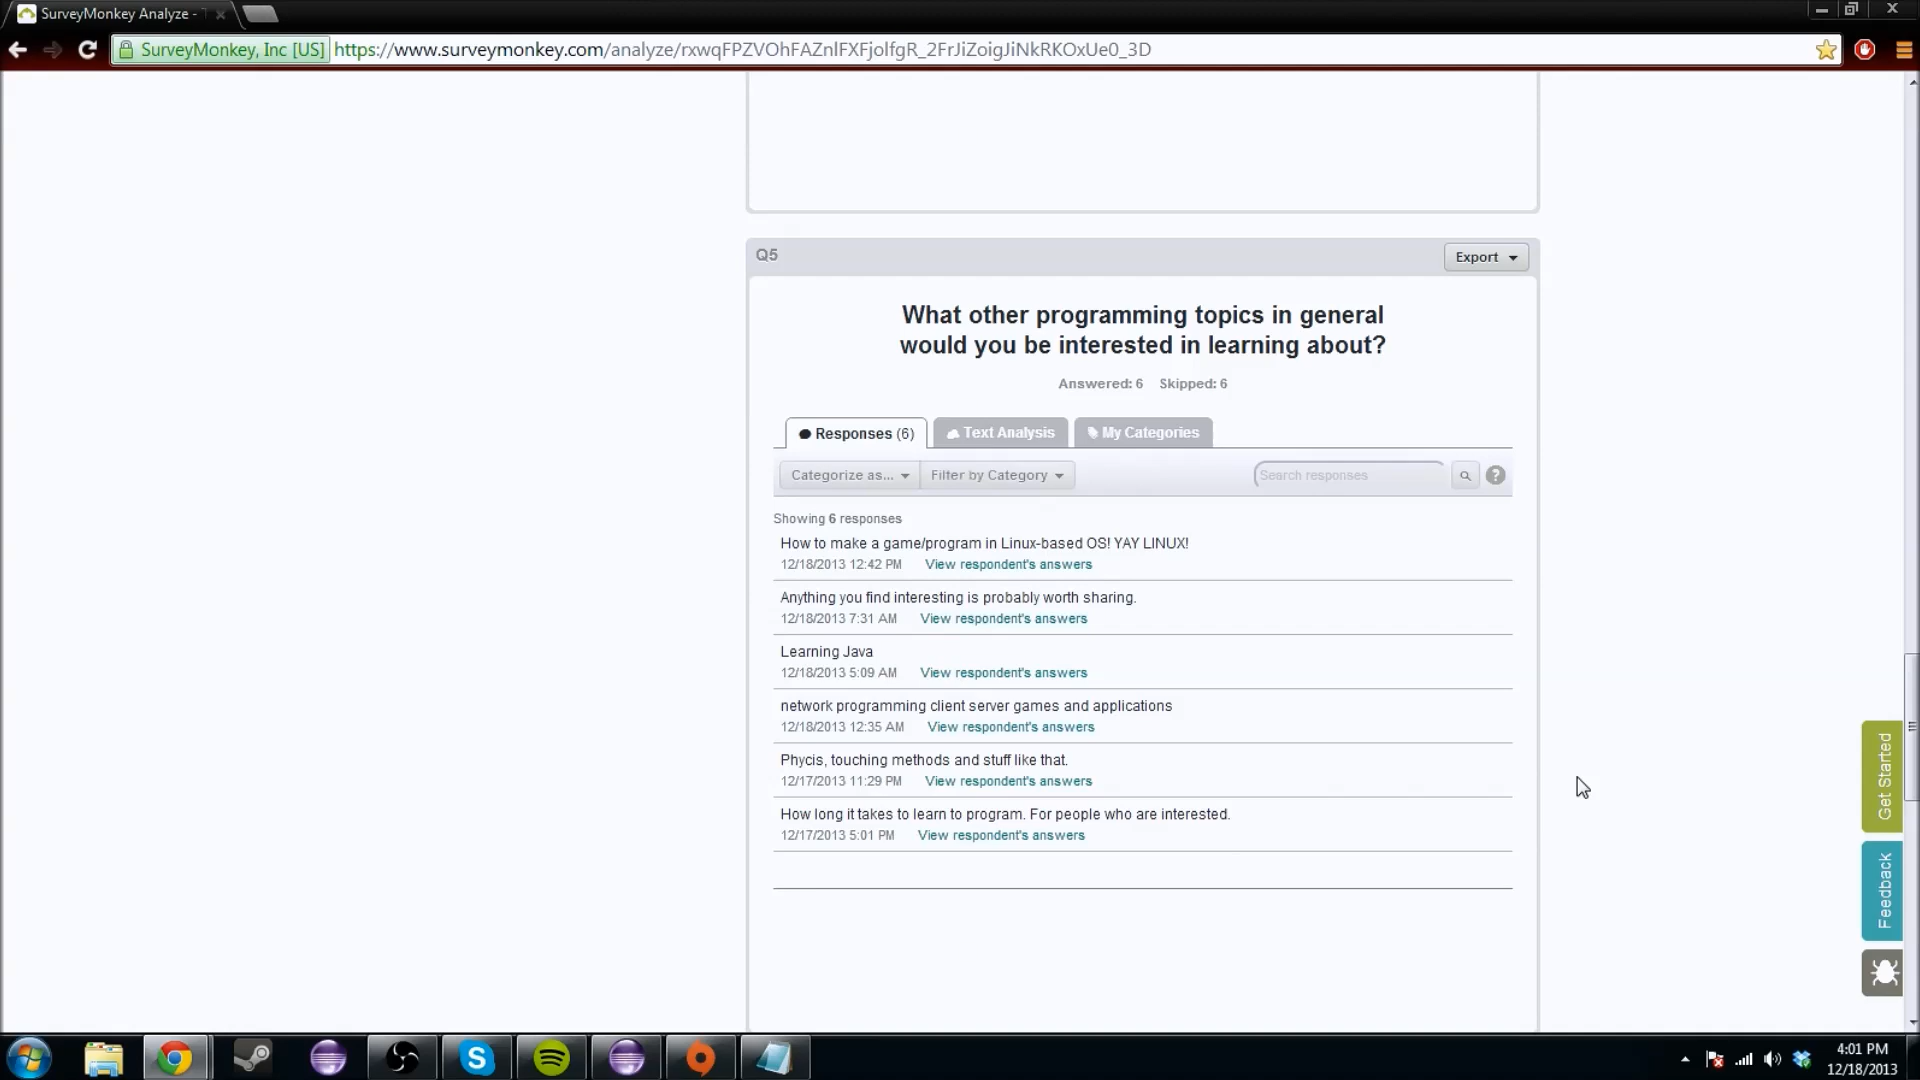 SurveyMonkey Analyze -
SurveyMonkey, Inc [US] https://www.surveymonkey.com/analyze/rxwqFPZVOhFAZnlFXFjolfgR_2FrJiZoigJiNkRKOxUe0_3D
Q5
Export
What other programming topics in general
would you be interested in learning about?
Answered: 6 Skipped: 6
Responses (6) Text Analysis My Categories
Categorize as... Filter by Category Search responses ?
Showing 6 responses
How to make a game/program in Linux-based OS! YAY LINUX!
12/18/2013 12:42 PM View respondent's answers
Anything you find interesting is probably worth sharing.
12/18/2013 7:31 AM View respondent's answers
Learning Java
12/18/2013 5:09 AM View respondent's answers
network programming client server games and applications
12/18/2013 12:35 AM View respondent's answers
Phycis, touching methods and stuff like that.
12/17/2013 11:29 PM View respondent's answers
How long it takes to learn to program. For people who are interested.
12/17/2013 5:01 PM View respondent's answers
Get Started
Feedback
4:01 PM
12/18/2013